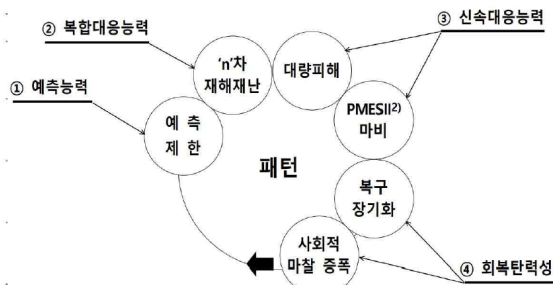 ② 복합대응능력
③ 신속대응능력
① 예측능력
‘n’차
재해재난
대량피해
예 측
제 한
PMESII2)
마비
패턴
복구
장기화
사회적
마찰 증폭
④ 회복탄력성